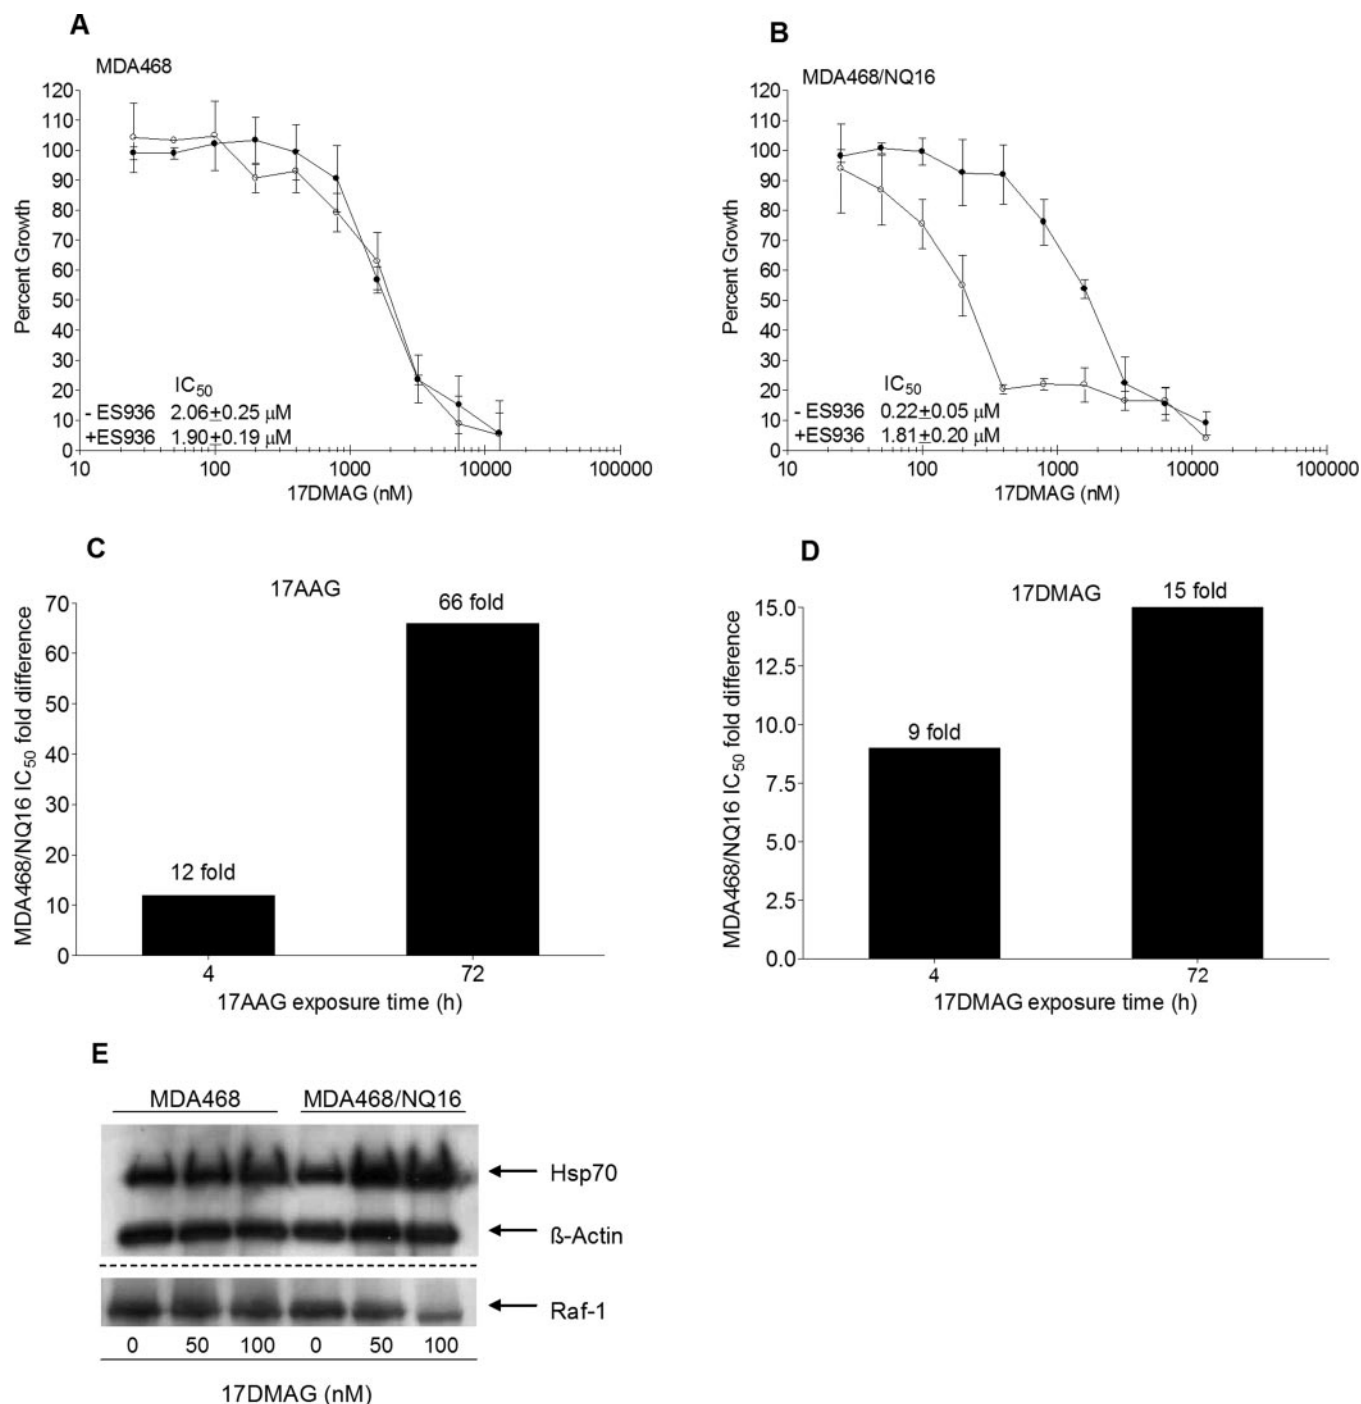 A
MDA468
120
110
100
90
80
70
60
50
40
30
20
10
0
Percent Growth
IC50
- ES936 2.06±0.25 µM
+ES936 1.90±0.19 µM
10 100 1000 10000 100000
17DMAG (nM)
B
MDA468/NQ16
120
110
100
90
80
70
60
50
40
30
20
10
0
Percent Growth
IC50
- ES936 0.22±0.05 µM
+ES936 1.81±0.20 µM
10 100 1000 10000 100000
17DMAG (nM)
C
17AAG
70
60
50
40
30
20
10
0
MDA468/NQ16 IC50 fold difference
12 fold
66 fold
4 72
17AAG exposure time (h)
D
17DMAG
15.0
12.5
10.0
7.5
5.0
2.5
0.0
MDA468/NQ16 IC50 fold difference
9 fold
15 fold
4 72
17DMAG exposure time (h)
E
MDA468 MDA468/NQ16
Hsp70
ß-Actin
Raf-1
0 50 100 0 50 100
17DMAG (nM)